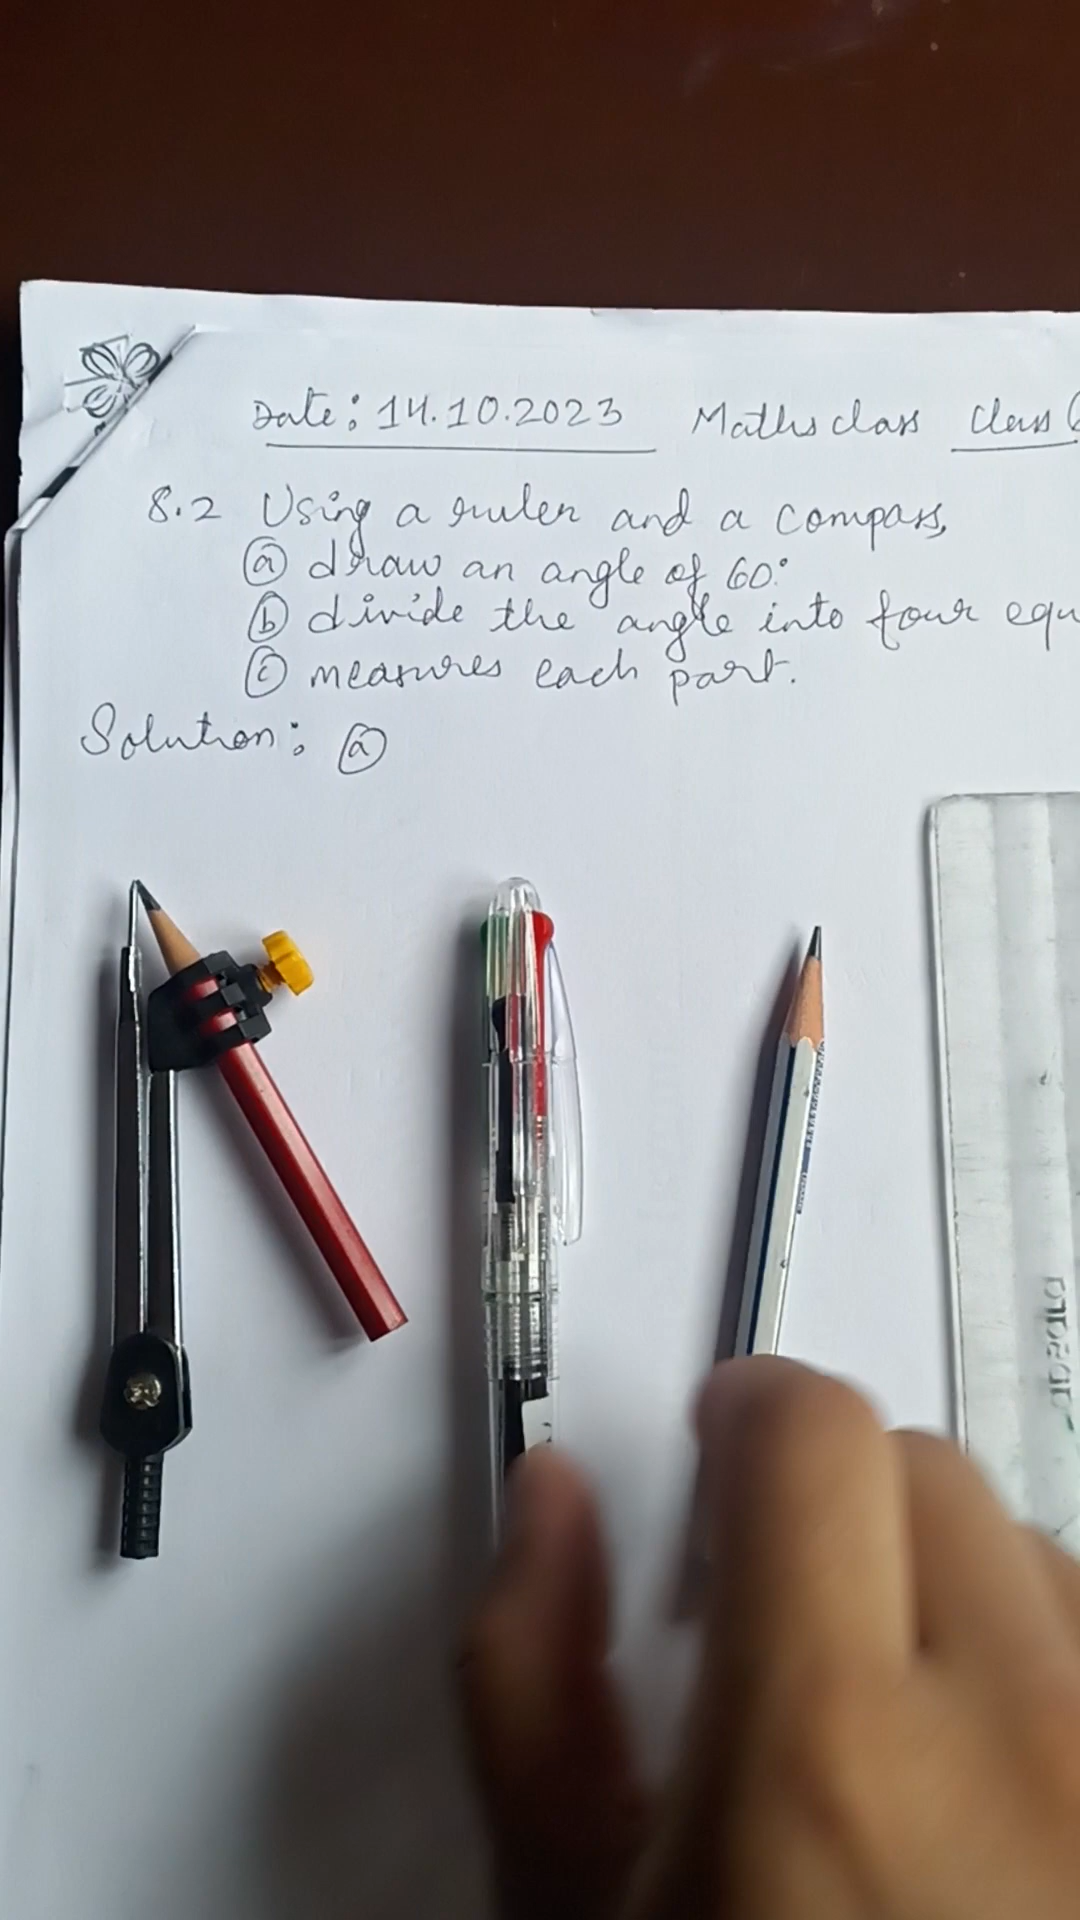 Date: 14.10.2023 Maths class Class
8.2 Using a ruler and a compass,
ⓐ draw an angle of 60°
ⓑ divide the angle into four equ
ⓒ measures each part.
Solution: ⓐ